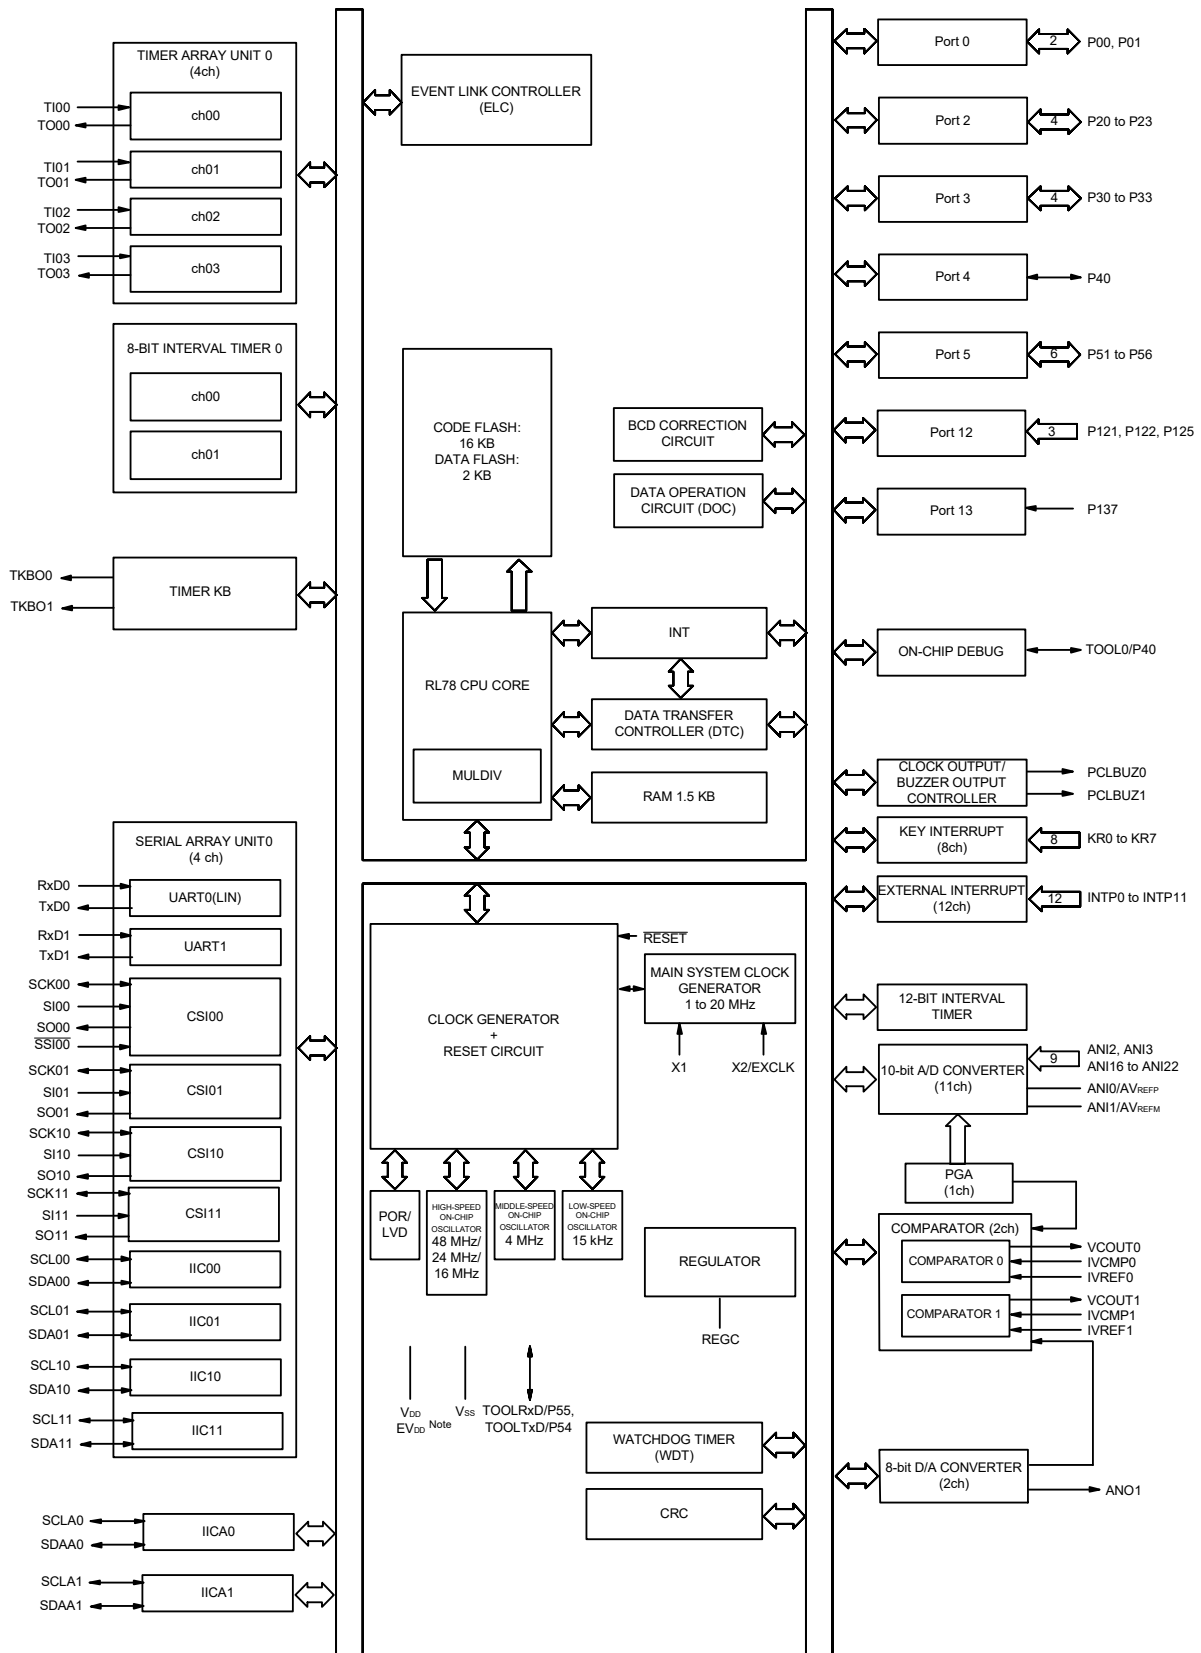 TIMER ARRAY UNIT 0
(4ch)
TI00
TO00
ch00
TI01
TO01
ch01
TI02
TO02
ch02
TI03
TO03
ch03
8-BIT INTERVAL TIMER 0
ch00
ch01
TKBO0
TKBO1
TIMER KB
SERIAL ARRAY UNIT0
(4 ch)
RxD0
TxD0
UART0(LIN)
RxD1
TxD1
UART1
SCK00
SI00
SO00
SSI00
CSI00
SCK01
SI01
SO01
CSI01
SCK10
SI10
SO10
CSI10
SCK11
SI11
SO11
CSI11
SCL00
SDA00
IIC00
SCL01
SDA01
IIC01
SCL10
SDA10
IIC10
SCL11
SDA11
IIC11
SCLA0
SDAA0
IICA0
SCLA1
SDAA1
IICA1
EVENT LINK CONTROLLER
(ELC)
CODE FLASH:
16 KB
DATA FLASH:
2 KB
BCD CORRECTION
CIRCUIT
DATA OPERATION
CIRCUIT (DOC)
RL78 CPU CORE
MULDIV
INT
DATA TRANSFER
CONTROLLER (DTC)
RAM 1.5 KB
CLOCK GENERATOR
+
RESET CIRCUIT
RESET
MAIN SYSTEM CLOCK
GENERATOR
1 to 20 MHz
X1
X2/EXCLK
POR/
LVD
HIGH-SPEED
ON-CHIP
OSCILLATOR
48 MHz/
24 MHz/
16 MHz
MIDDLE-SPEED
ON-CHIP
OSCILLATOR
4 MHz
LOW-SPEED
ON-CHIP
OSCILLATOR
15 kHz
REGULATOR
REGC
VDD
EVDD Note
VSS
TOOLRxD/P55,
TOOLTxD/P54
WATCHDOG TIMER
(WDT)
CRC
Port 0
2
P00, P01
Port 2
4
P20 to P23
Port 3
4
P30 to P33
Port 4
P40
Port 5
6
P51 to P56
Port 12
3
P121, P122, P125
Port 13
P137
ON-CHIP DEBUG
TOOL0/P40
CLOCK OUTPUT/
BUZZER OUTPUT
CONTROLLER
PCLBUZ0
PCLBUZ1
KEY INTERRUPT
(8ch)
8
KR0 to KR7
EXTERNAL INTERRUPT
(12ch)
12
INTP0 to INTP11
12-BIT INTERVAL
TIMER
10-bit A/D CONVERTER
(11ch)
9
ANI2, ANI3
ANI16 to ANI22
ANI0/AVREFP
ANI1/AVREFM
PGA
(1ch)
COMPARATOR (2ch)
COMPARATOR 0
VCOUT0
IVCMP0
IVREF0
COMPARATOR 1
VCOUT1
IVCMP1
IVREF1
8-bit D/A CONVERTER
(2ch)
ANO1